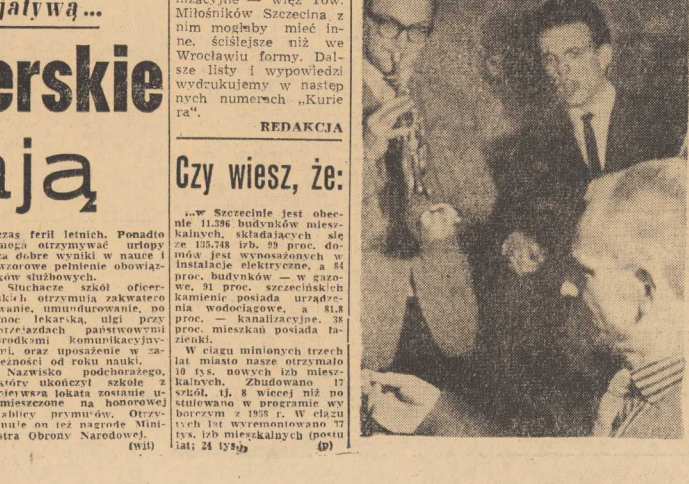 jatywą...
erskie
ają
czas ferii letnich. Ponadto
mogą otrzymywać urlopy
za dobre wyniki w nauce i
wzorowe pełnienie obowiąz-
ków służbowych.
Słuchacze szkół oficer-
skich otrzymują zakwatero
wanie, umundurowanie, po
moc lekarską, ulgi przy
przejazdach państwowymi
środkami komunikacyjny-
mi, oraz uposażenie w za-
leżności od roku nauki.
Nazwisko podchorążego,
który ukończył szkołę z
pierwszą lokatą zostanie u-
mieszczone na honorowej
tablicy prymusów. Otrzy-
muje on też nagrodę Mini-
stra Obrony Narodowej.
(wit)
nizacyjne — więź Tow.
Miłośników Szczecina z
nim mogłaby mieć in-
ne, ściślejsze niż we
Wrocławiu formy. Dal-
sze listy i wypowiedzi
wydrukujemy w następ
nych numerach „Kurie
ra".
REDAKCJA
Czy wiesz, że:
...w Szczecinie jest obec-
nie 11.396 budynków miesz-
kalnych, składających się
ze 135.748 izb. 99 proc. do-
mów jest wyposażonych w
instalacje elektryczne, a 84
proc. budynków — w gazo-
we, 91 proc. szczecińskich
kamienic posiada urządze-
nia wodociągowe, a 81,8
proc. — kanalizacyjne. 38
proc. mieszkań posiada ła-
zienki.
W ciągu minionych trzech
lat miasto nasze otrzymało
10 tys. nowych izb miesz-
kalnych. Zbudowano 17
szkół, tj. 8 więcej niż po
stulowano w programie wy
borczym z 1958 r. W ciągu
tych lat wyremontowano 37
tys. izb mieszkalnych (postu
lat: 24 tys.).
(p)